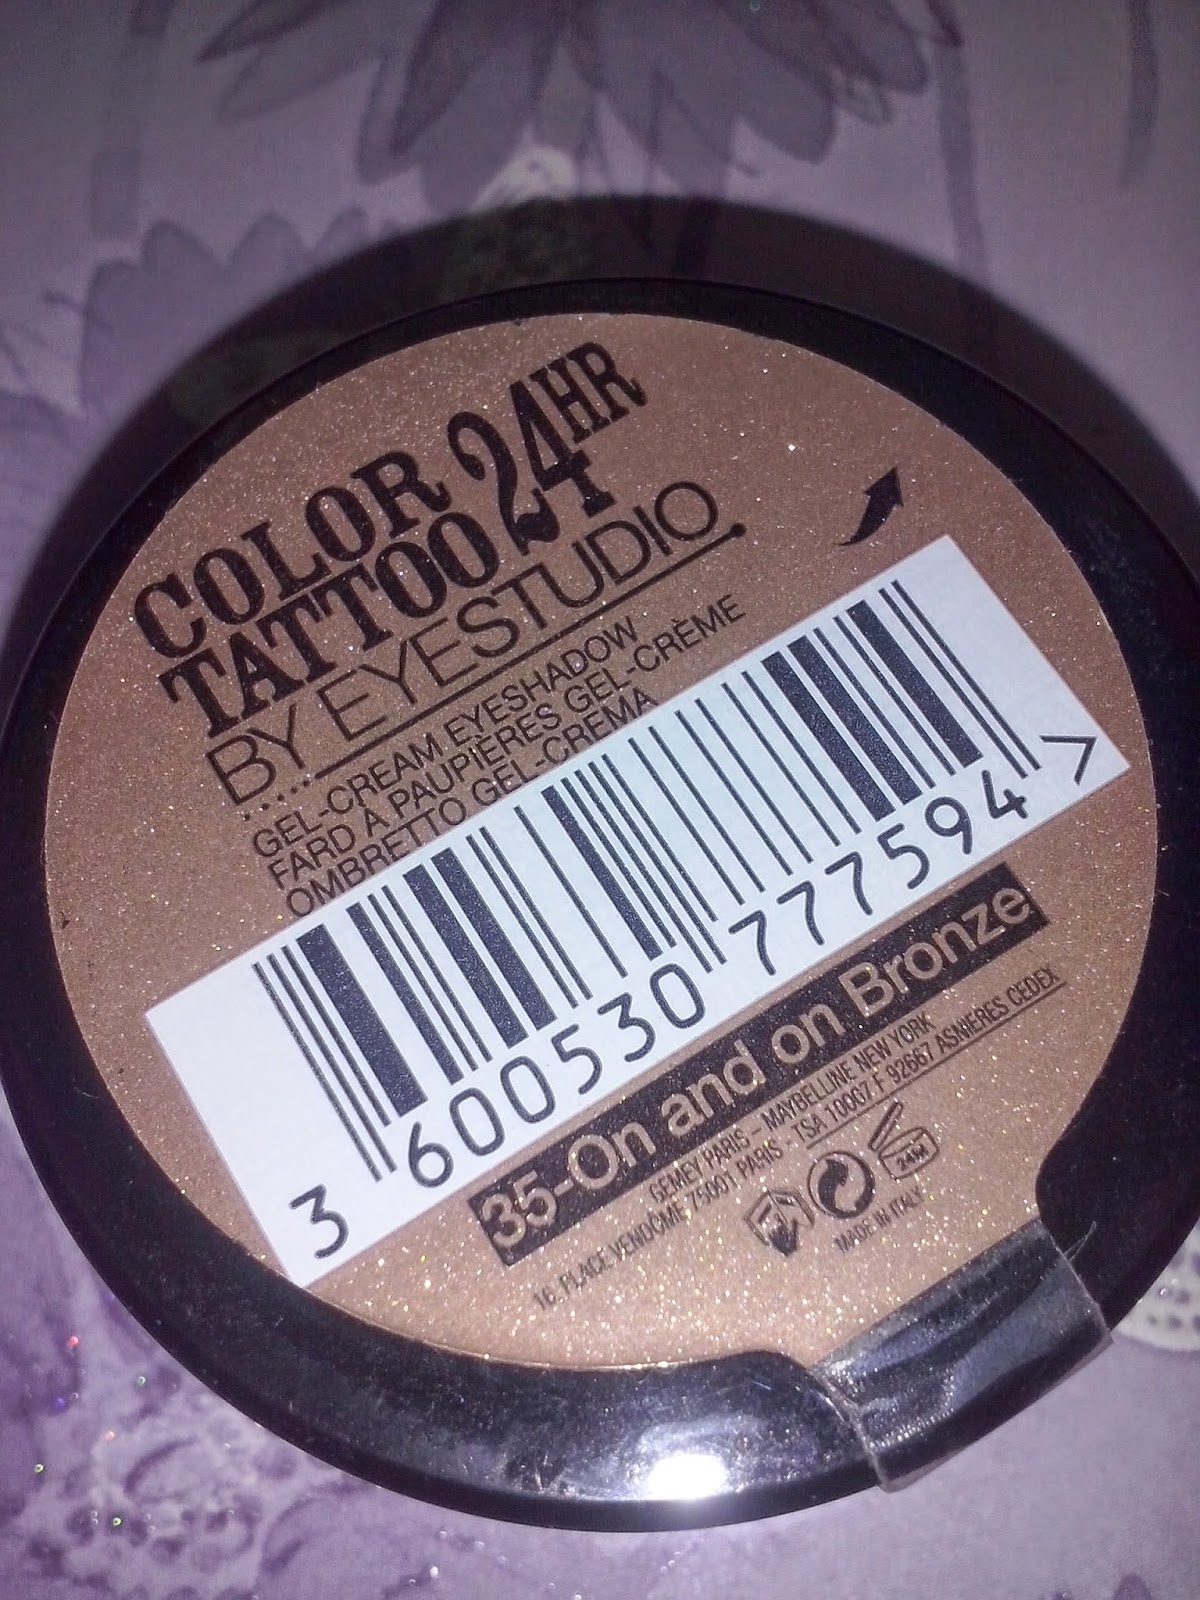 COLOR
TATTOO
24HR
BY EYESTUDIO
GEL-CREAM EYESHADOW
FARD À PAUPIÈRES GEL-CRÈME
OMBRETTO GEL-CREMA
3 600530 777594 >
35-On and on Bronze
GEMEY PARIS – MAYBELLINE NEW YORK
16, PLACE VENDÔME 75001 PARIS - TSA 10007 F 92667 ASNIERES CEDEX
24M
MADE IN ITALY